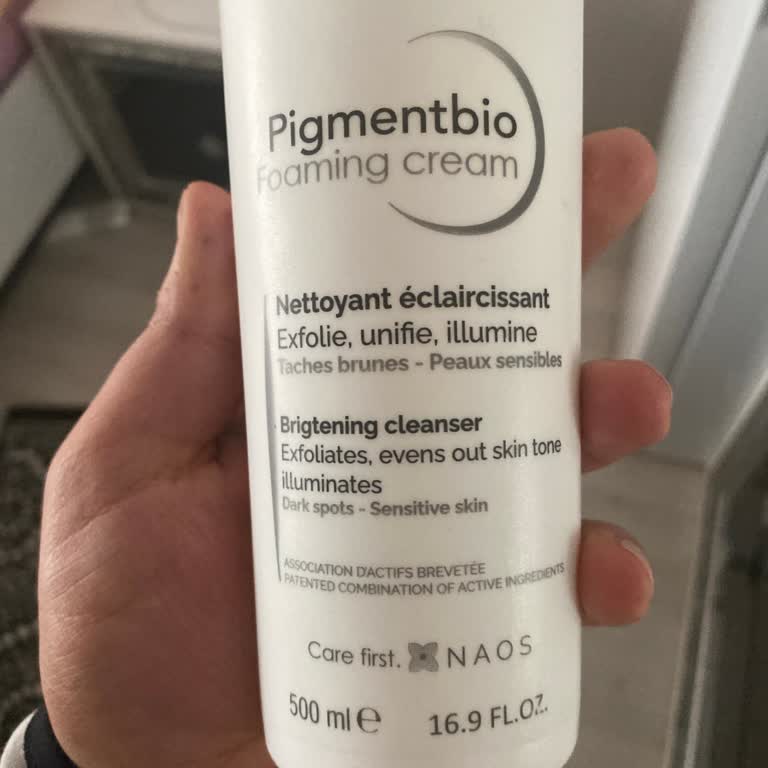 Pigmentbio
Foaming cream
Nettoyant éclaircissant
Exfolie, unifie, illumine
Taches brunes - Peaux sensibles
Brigtening cleanser
Exfoliates, evens out skin tone
illuminates
Dark spots - Sensitive skin
ASSOCIATION D'ACTIFS BREVETÉE
PATENTED COMBINATION OF ACTIVE INGREDIENTS
Care first. NAOS
500 ml e 16.9 FL.OZ.